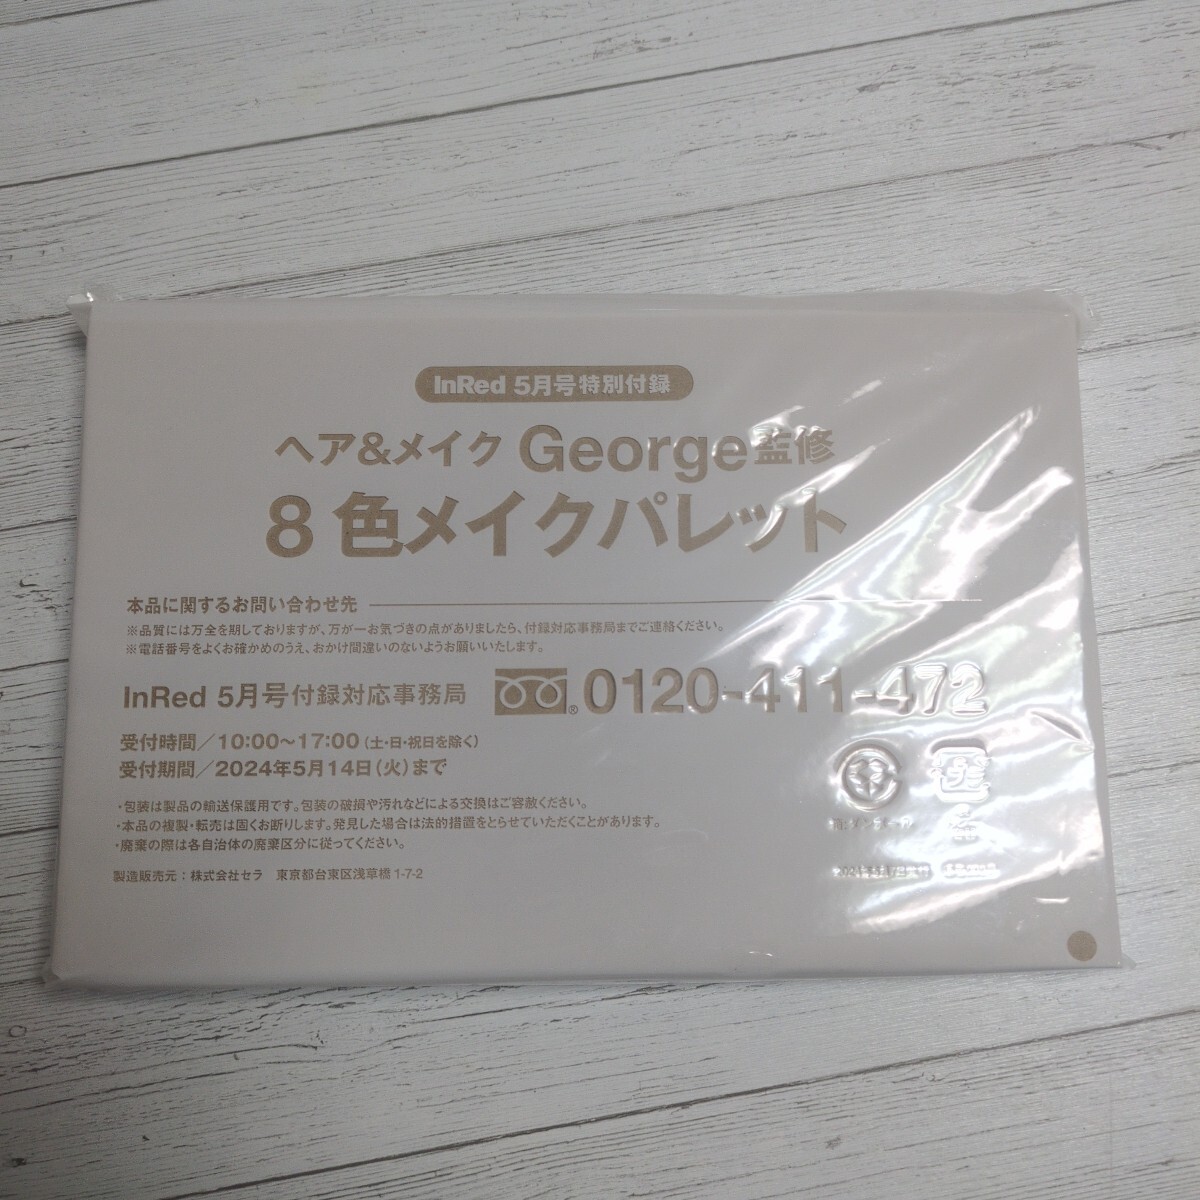 InRed 5月号特別付録
ヘア&メイク George監修
8色メイクパレット
本品に関するお問い合わせ先
※品質には万全を期しておりますが、万が一お気づきの点がありましたら、付録対応事務局までご連絡ください。
※電話番号をよくお確かめのうえ、おかけ間違いのないようお願いいたします。
InRed 5月号付録対応事務局 ® 0120-411-472
受付時間/10:00〜17:00(土・日・祝日を除く)
受付期間/2024年5月14日(火)まで
・包装は製品の輸送保護用です。包装の破損や汚れなどによる交換はご容赦ください。
・本品の複製・転売は固くお断りします。発見した場合は法的措置をとらせていただくことがあります。
・廃棄の際は各自治体の廃棄区分に従ってください。
製造販売元:株式会社セラ 東京都台東区浅草橋1-7-2